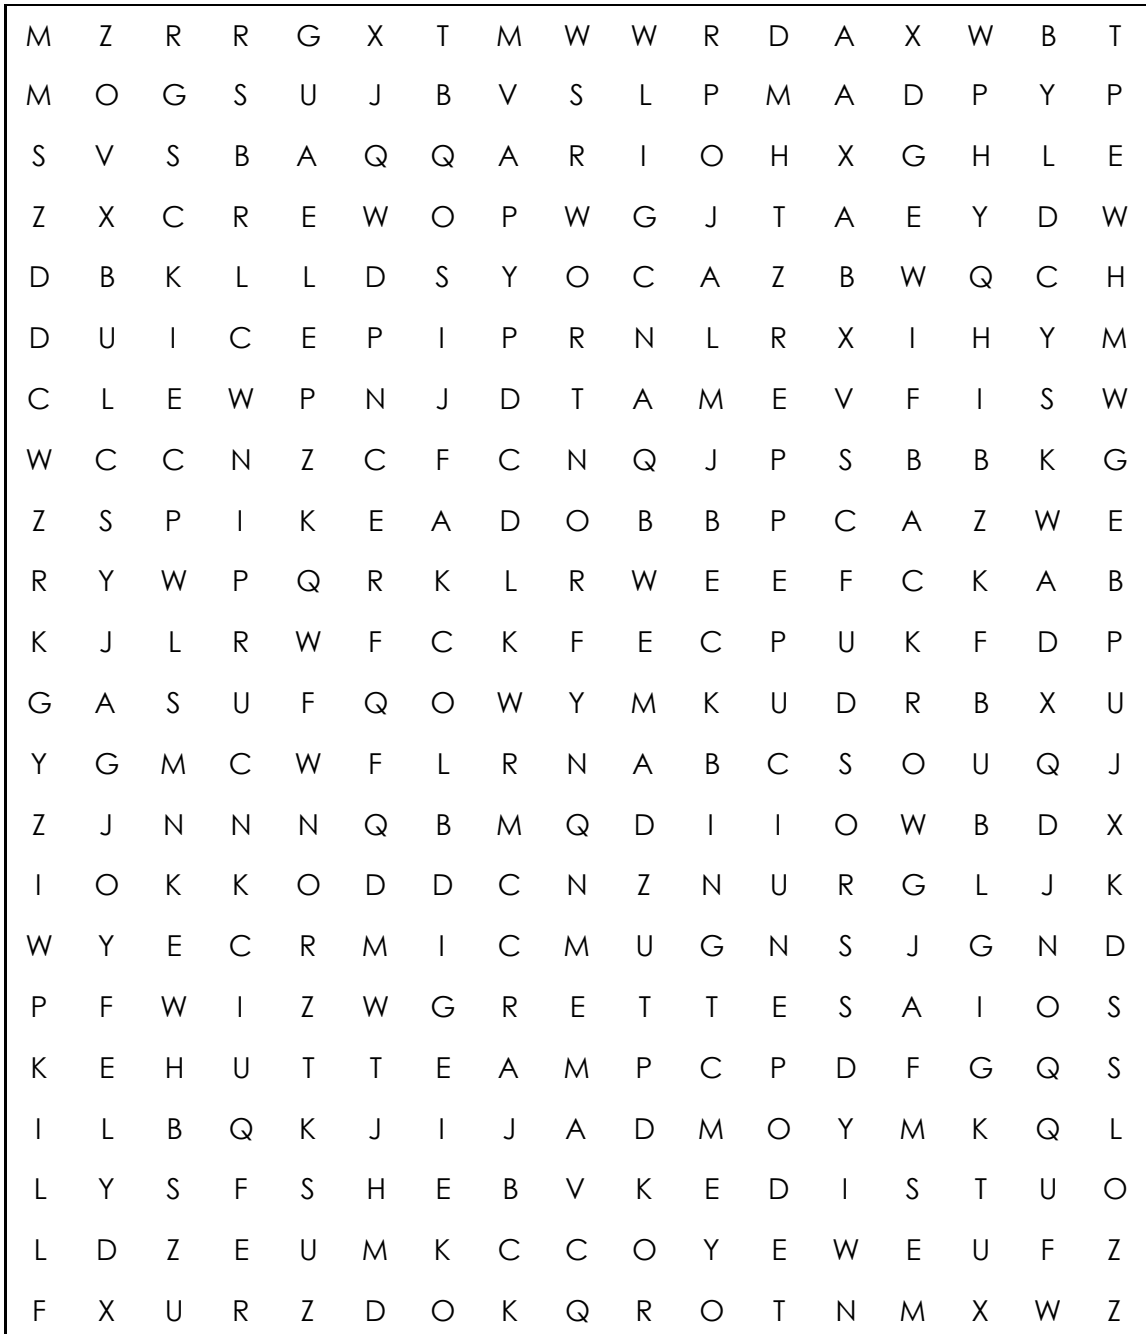 M Z R R G X T M W W R D A X W B T
M O G S U J B V S L P M A D P Y P
S V S B A Q Q A R I O H X G H L E
Z X C R E W O P W G J T A E Y D W
D B K L L D S Y O C A Z B W Q C H
D U I C E P I P R N L R X I H Y M
C L E W P N J D T A M E V F I S W
W C C N Z C F C N Q J P S B B K G
Z S P I K E A D O B B P C A Z W E
R Y W P Q R K L R W E E F C K A B
K J L R W F C K F E C P U K F D P
G A S U F Q O W Y M K U D R B X U
Y G M C W F L R N A B C S O U Q J
Z J N N N Q B M Q D I I O W B D X
I O K K O D D C N Z N U R G L J K
W Y E C R M I C M U G N S J G N D
P F W I Z W G R E T T E S A I O S
K E H U T T E A M P C P D F G Q S
I L B Q K J I J A D M O Y M K Q L
L Y S F S H E B V K E D I S T U O
L D Z E U M K C C O Y E W E U F Z
F X U R Z D O K Q R O T N M X W Z